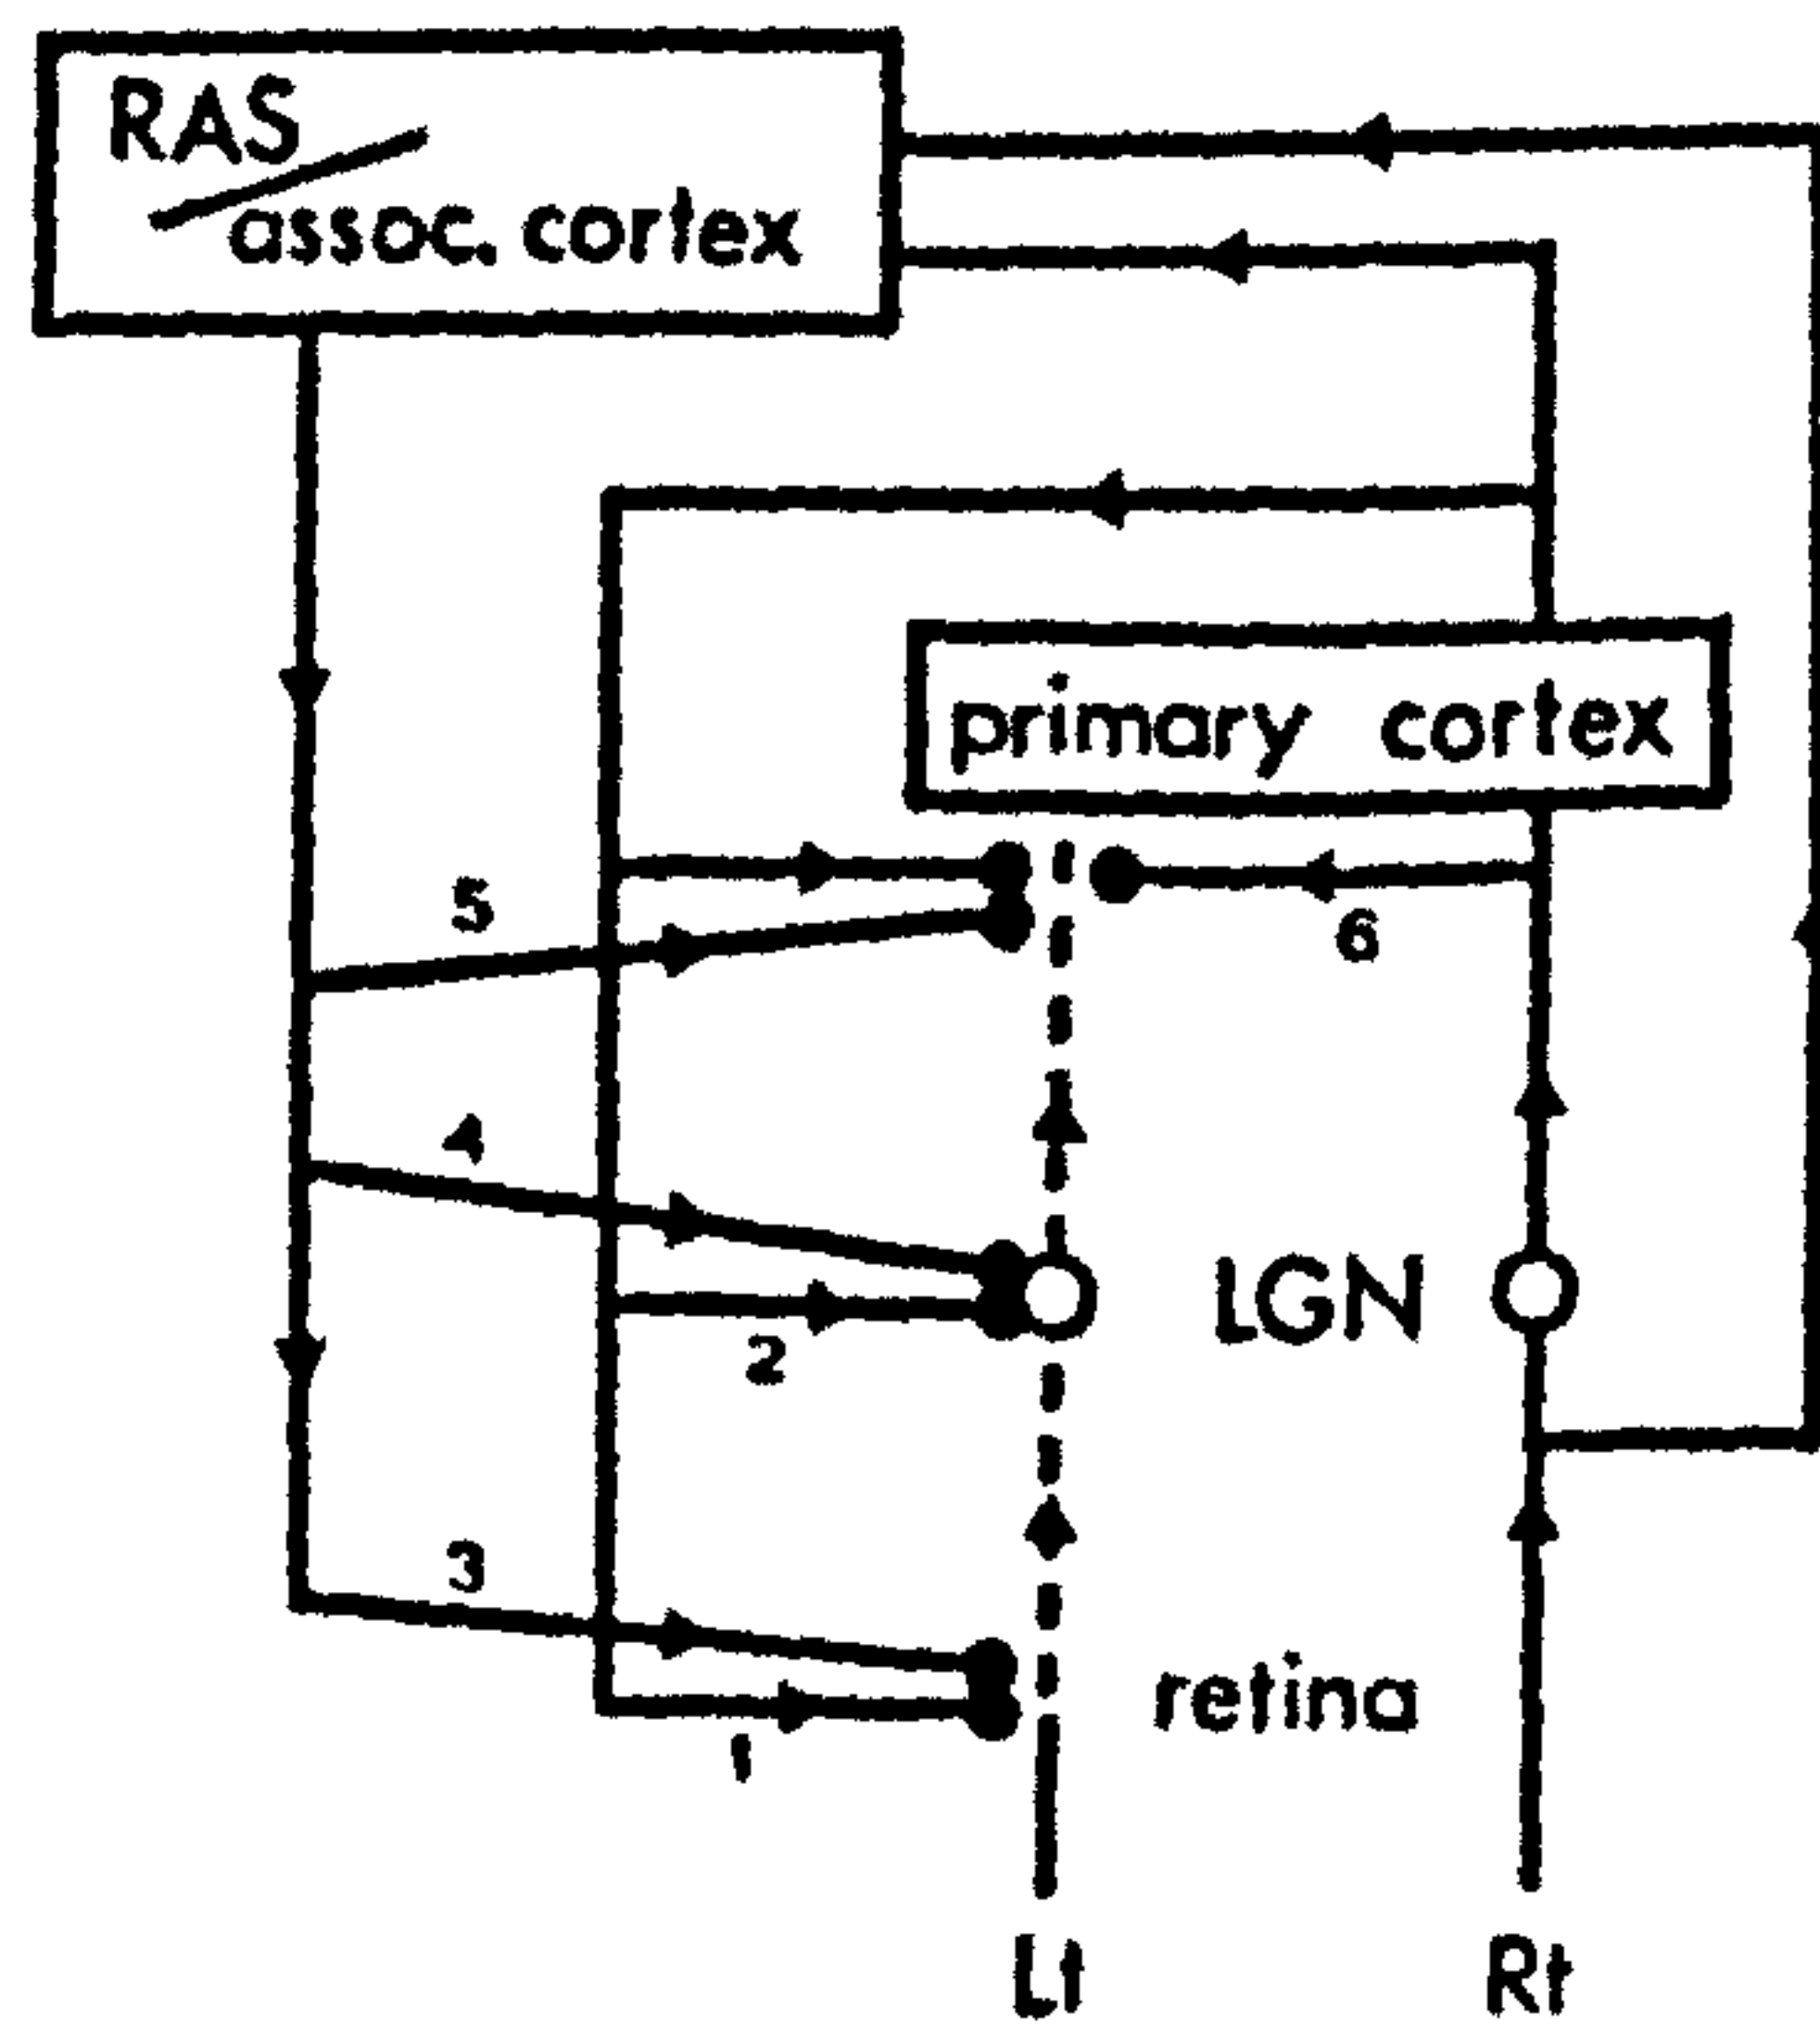 RAS
assoc. cortex
primary cortex
5
6
4
LGN
2
3
retina
1
Lt
Rt